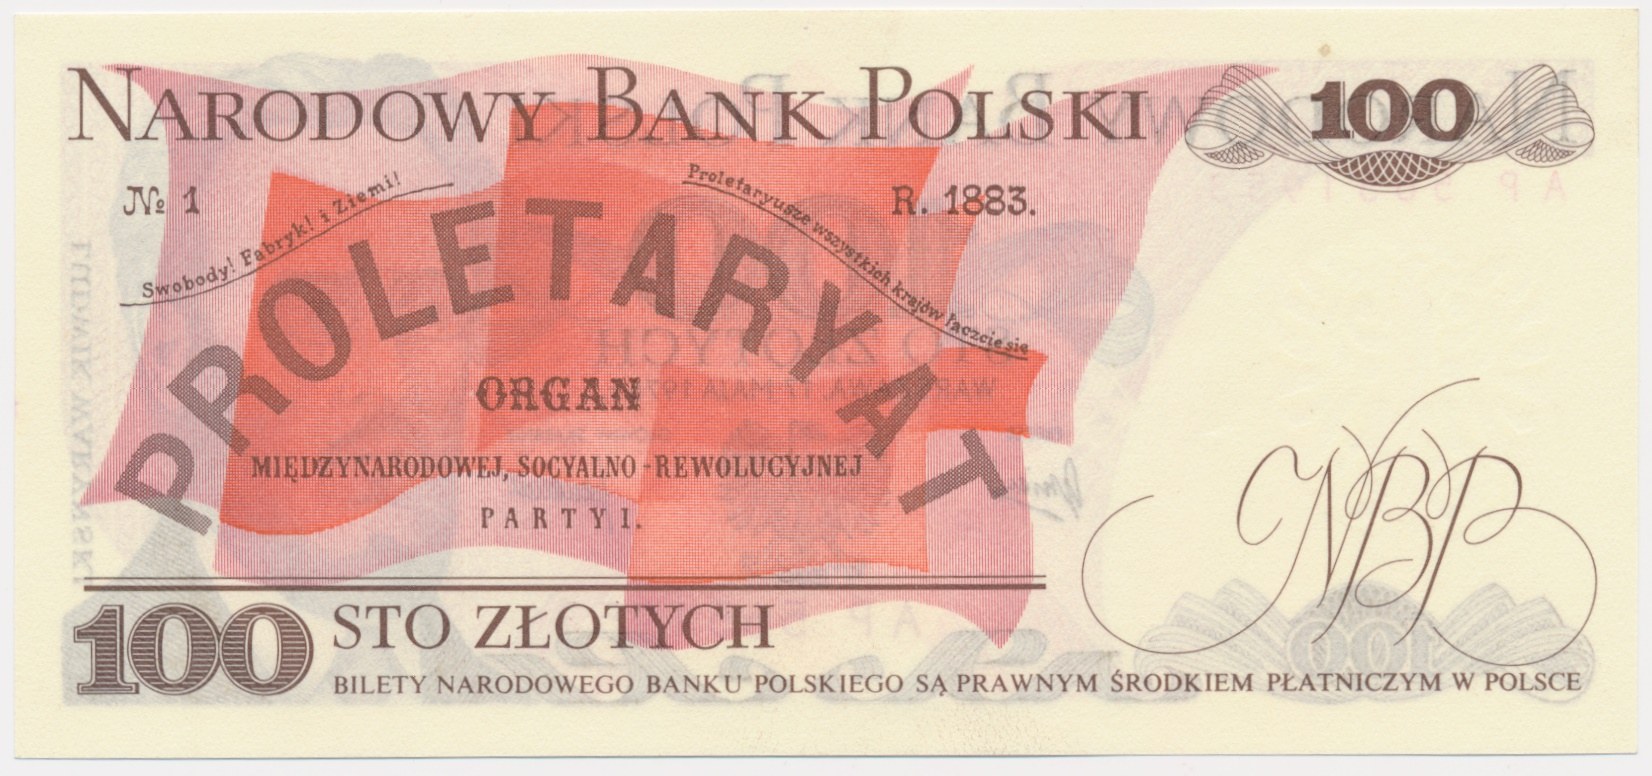 NARODOWY BANK POLSKI
100
№ 1
R. 1883.
Swobody! Fabryk! i Ziemi!
Proletaryusze wszystkich krajów łączcie się
PROLETARYAT
ORGAN
MIĘDZYNARODOWEJ, SOCYALNO-REWOLUCYJNEJ
PARTYI.
NBP
100
STO ZŁOTYCH
BILETY NARODOWEGO BANKU POLSKIEGO SĄ PRAWNYM ŚRODKIEM PŁATNICZYM W POLSCE